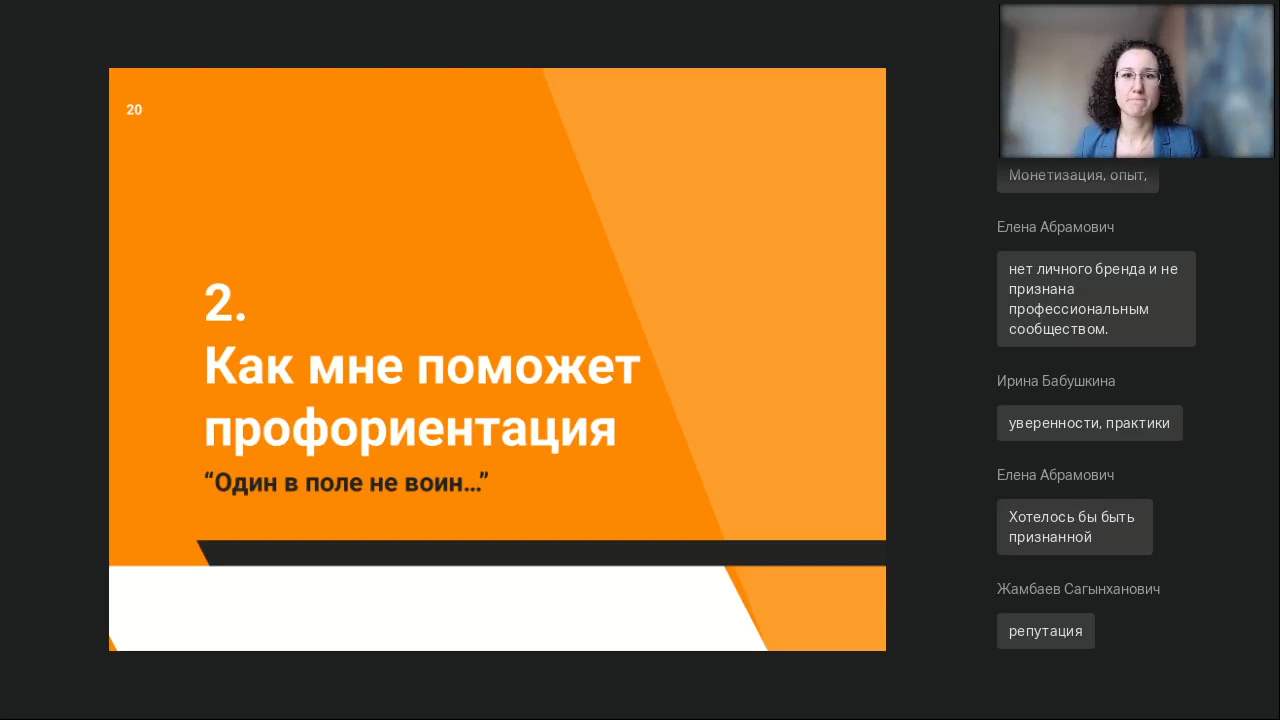 20
2.
Как мне поможет
профориентация
“Один в поле не воин…”
Монетизация, опыт,
Елена Абрамович
нет личного бренда и не
признана
профессиональным
сообществом.
Ирина Бабушкина
уверенности, практики
Елена Абрамович
Хотелось бы быть
признанной
Жамбаев Сагынханович
репутация